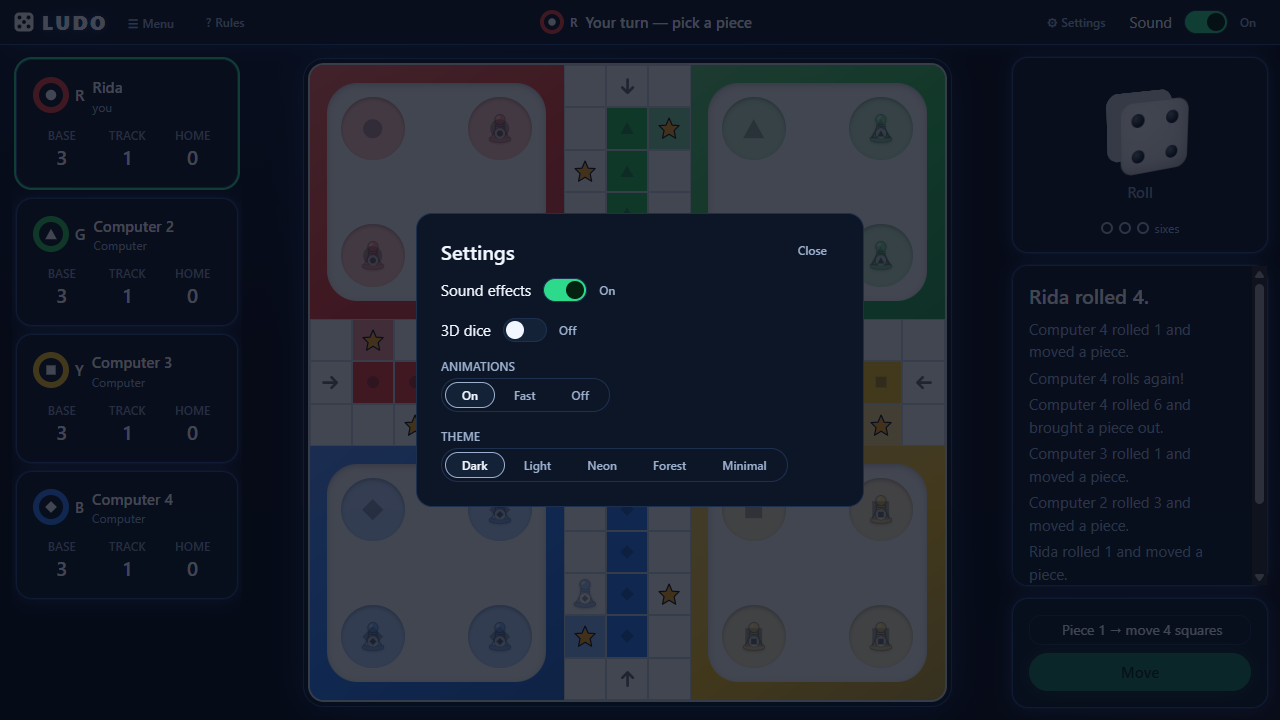 LUDO
☰ Menu
? Rules
R Your turn — pick a piece
⚙ Settings
Sound
On
R
Rida
you
BASE TRACK HOME
3 1 0
G
Computer 2
Computer
BASE TRACK HOME
3 1 0
Y
Computer 3
Computer
BASE TRACK HOME
3 1 0
B
Computer 4
Computer
BASE TRACK HOME
3 1 0
Settings
Close
Sound effects
On
3D dice
Off
ANIMATIONS
On Fast Off
THEME
Dark Light Neon Forest Minimal
Roll
sixes
Rida rolled 4.
Computer 4 rolled 1 and
moved a piece.
Computer 4 rolls again!
Computer 4 rolled 6 and
brought a piece out.
Computer 3 rolled 1 and
moved a piece.
Computer 2 rolled 3 and
moved a piece.
Rida rolled 1 and moved a
piece.
Piece 1 → move 4 squares
Move